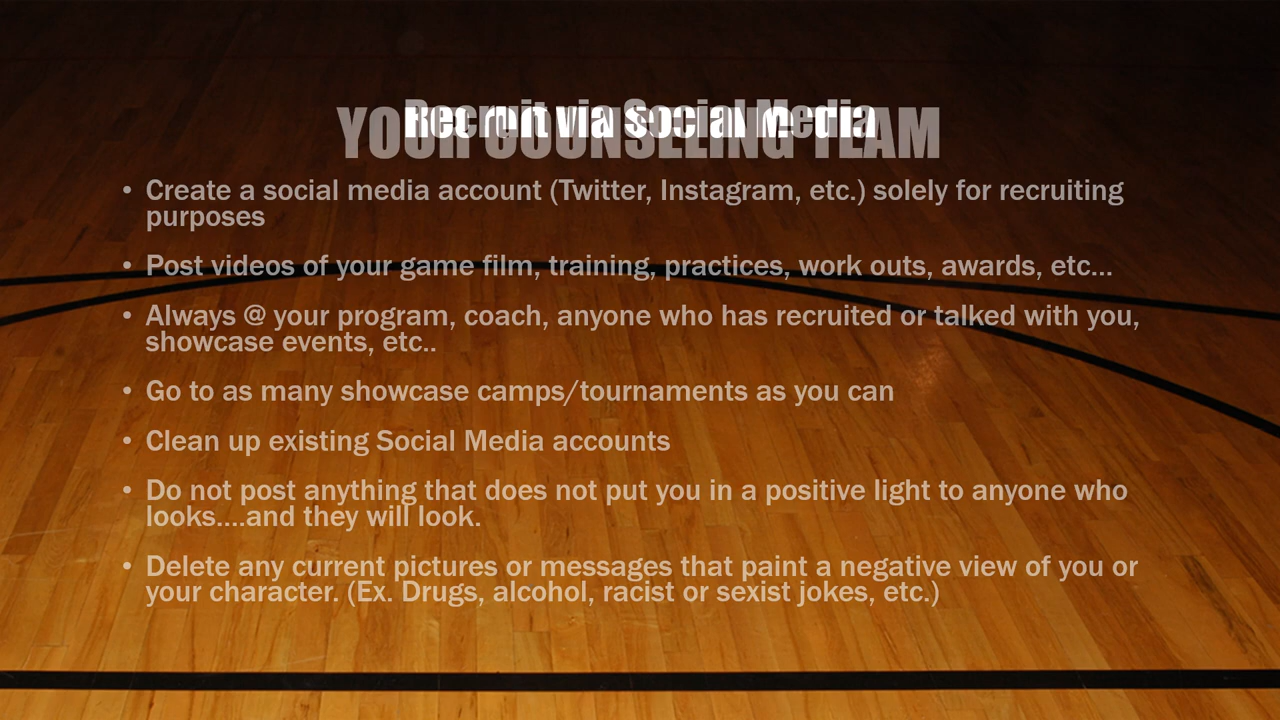 Recruit via Social Media
YOUR COUNSELING TEAM
• Create a social media account (Twitter, Instagram, etc.) solely for recruiting
purposes
• Post videos of your game film, training, practices, work outs, awards, etc...
• Always @ your program, coach, anyone who has recruited or talked with you,
showcase events, etc..
• Go to as many showcase camps/tournaments as you can
• Clean up existing Social Media accounts
• Do not post anything that does not put you in a positive light to anyone who
looks....and they will look.
• Delete any current pictures or messages that paint a negative view of you or
your character. (Ex. Drugs, alcohol, racist or sexist jokes, etc.)